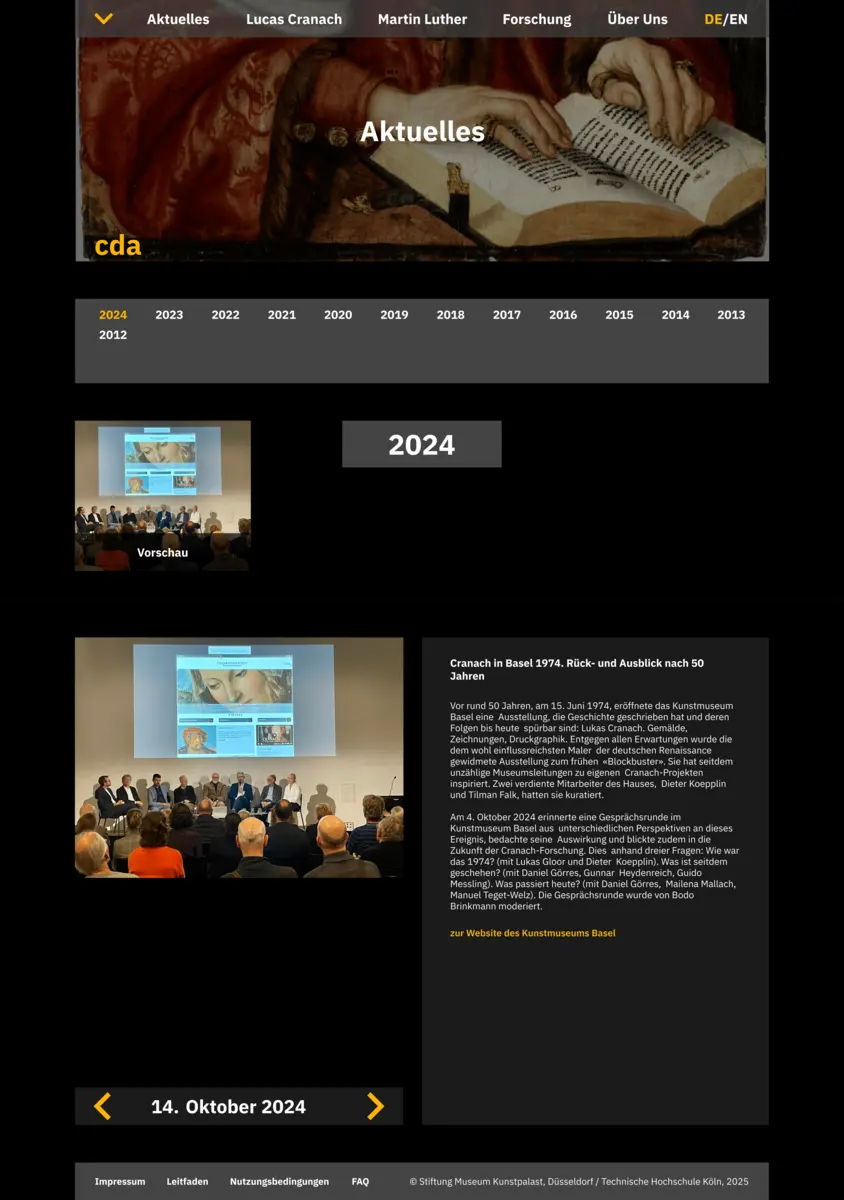 Aktuelles Lucas Cranach Martin Luther Forschung Über Uns DE/EN
Aktuelles
cda
2024 2023 2022 2021 2020 2019 2018 2017 2016 2015 2014 2013
2012
2024
Vorschau
Cranach in Basel 1974. Rück- und Ausblick nach 50
Jahren
Vor rund 50 Jahren, am 15. Juni 1974, eröffnete das Kunstmuseum
Basel eine Ausstellung, die Geschichte geschrieben hat und deren
Folgen bis heute spürbar sind: Lukas Cranach. Gemälde,
Zeichnungen, Druckgraphik. Entgegen allen Erwartungen wurde die
dem wohl einflussreichsten Maler der deutschen Renaissance
gewidmete Ausstellung zum frühen «Blockbuster». Sie hat seitdem
unzählige Museumsleitungen zu eigenen Cranach-Projekten
inspiriert. Zwei verdiente Mitarbeiter des Hauses, Dieter Koepplin
und Tilman Falk, hatten sie kuratiert.
Am 4. Oktober 2024 erinnerte eine Gesprächsrunde im
Kunstmuseum Basel aus unterschiedlichen Perspektiven an dieses
Ereignis, bedachte seine Auswirkung und blickte zudem in die
Zukunft der Cranach-Forschung. Dies anhand dreier Fragen: Wie war
das 1974? (mit Lukas Gloor und Dieter Koepplin). Was ist seitdem
geschehen? (mit Daniel Görres, Gunnar Heydenreich, Guido
Messling). Was passiert heute? (mit Daniel Görres, Mailena Mallach,
Manuel Teget-Welz). Die Gesprächsrunde wurde von Bodo
Brinkmann moderiert.
zur Website des Kunstmuseums Basel
14. Oktober 2024
Impressum Leitfaden Nutzungsbedingungen FAQ © Stiftung Museum Kunstpalast, Düsseldorf / Technische Hochschule Köln, 2025